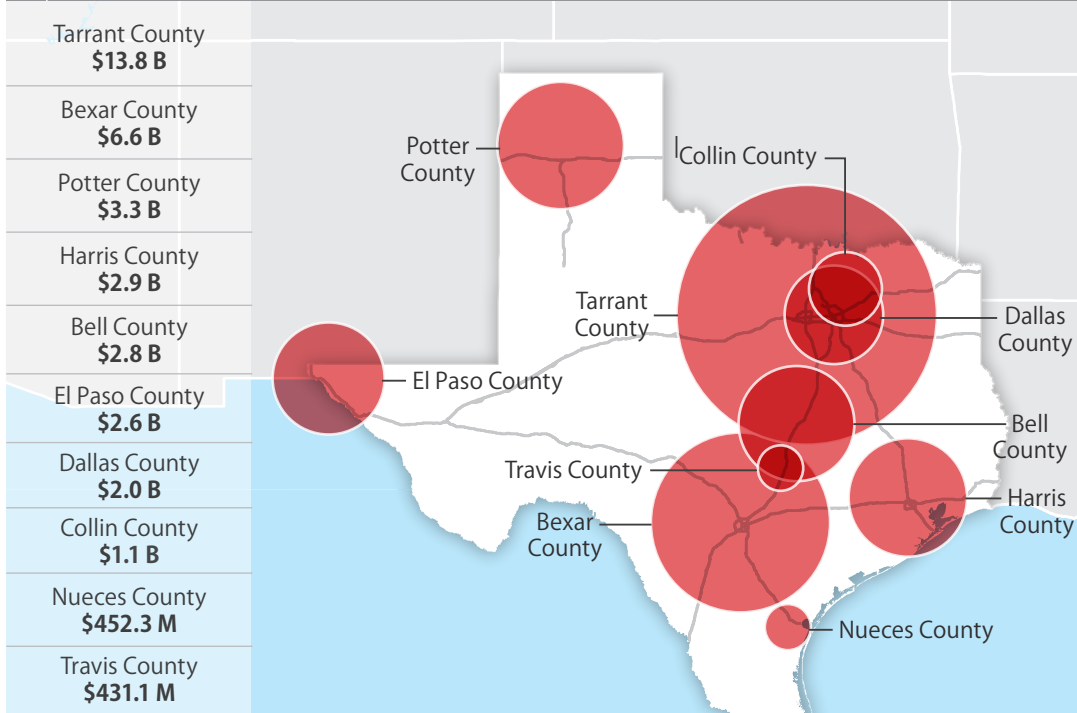 Tarrant County
$13.8 B
Bexar County
$6.6 B
Potter County
$3.3 B
Harris County
$2.9 B
Bell County
$2.8 B
El Paso County
$2.6 B
Dallas County
$2.0 B
Collin County
$1.1 B
Nueces County
$452.3 M
Travis County
$431.1 M
Potter
County
Collin County
Tarrant
County
Dallas
County
El Paso County
Bell
County
Travis County
Harris
County
Bexar
County
Nueces County